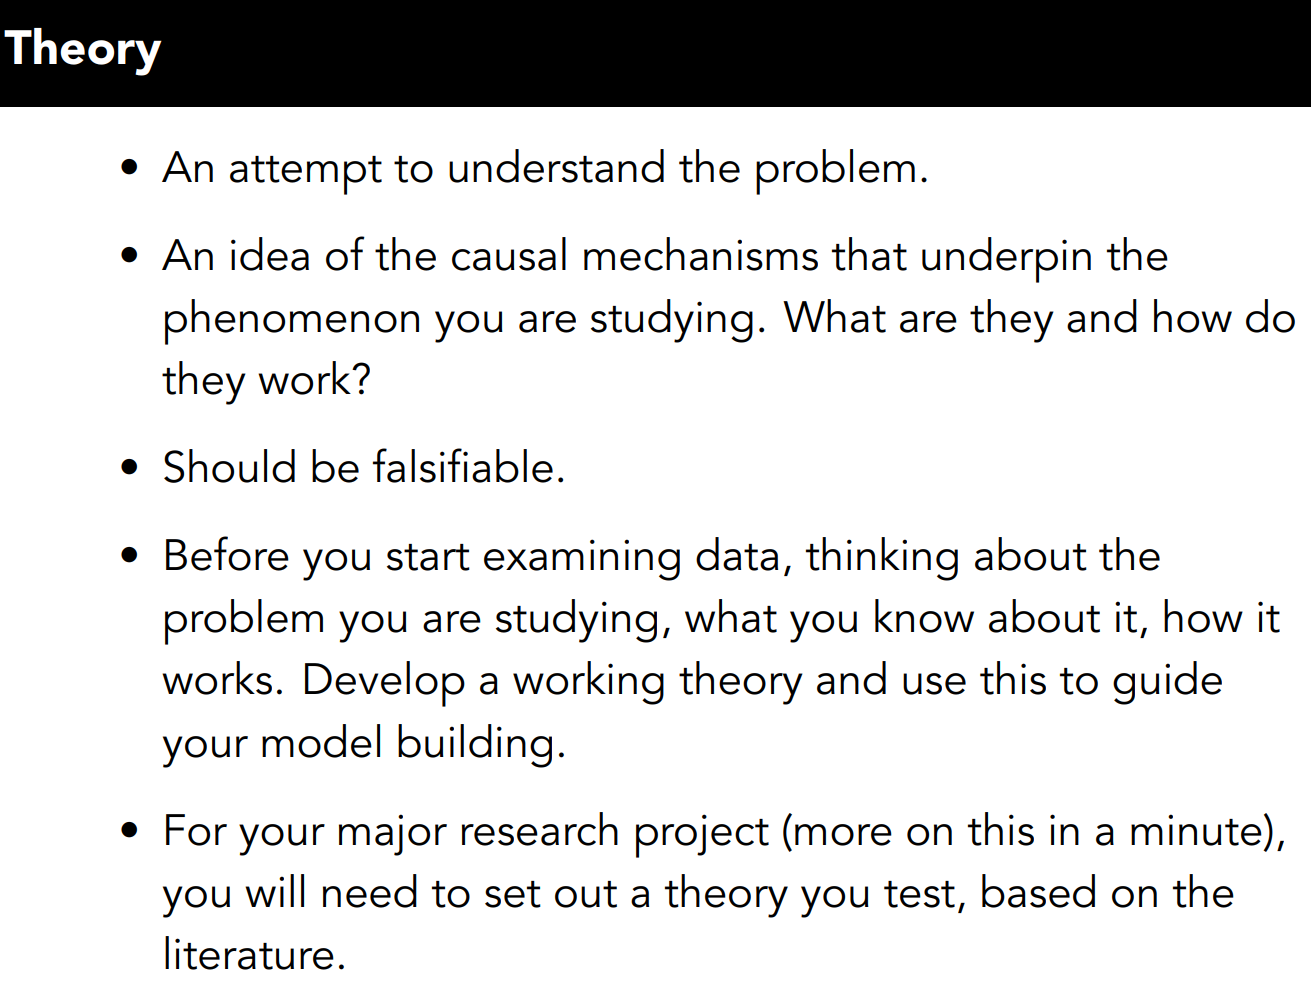 Theory
• An attempt to understand the problem.
• An idea of the causal mechanisms that underpin the
phenomenon you are studying. What are they and how do
they work?
• Should be falsifiable.
• Before you start examining data, thinking about the
problem you are studying, what you know about it, how it
works. Develop a working theory and use this to guide
your model building.
• For your major research project (more on this in a minute),
you will need to set out a theory you test, based on the
literature.